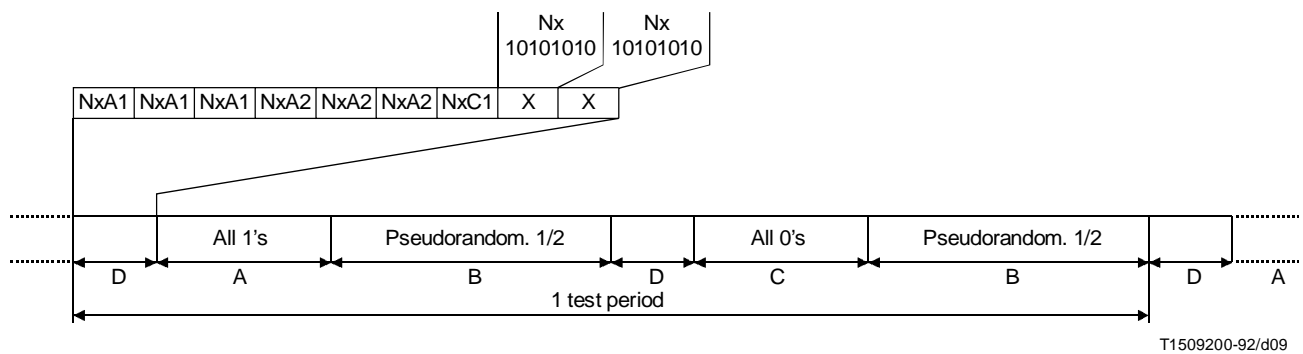 Nx Nx
10101010 10101010
NxA1 NxA1 NxA1 NxA2 NxA2 NxA2 NxC1 X X
All 1's Pseudorandom. 1/2 All 0's Pseudorandom. 1/2
D A B D C B D A
1 test period
T1509200-92/d09